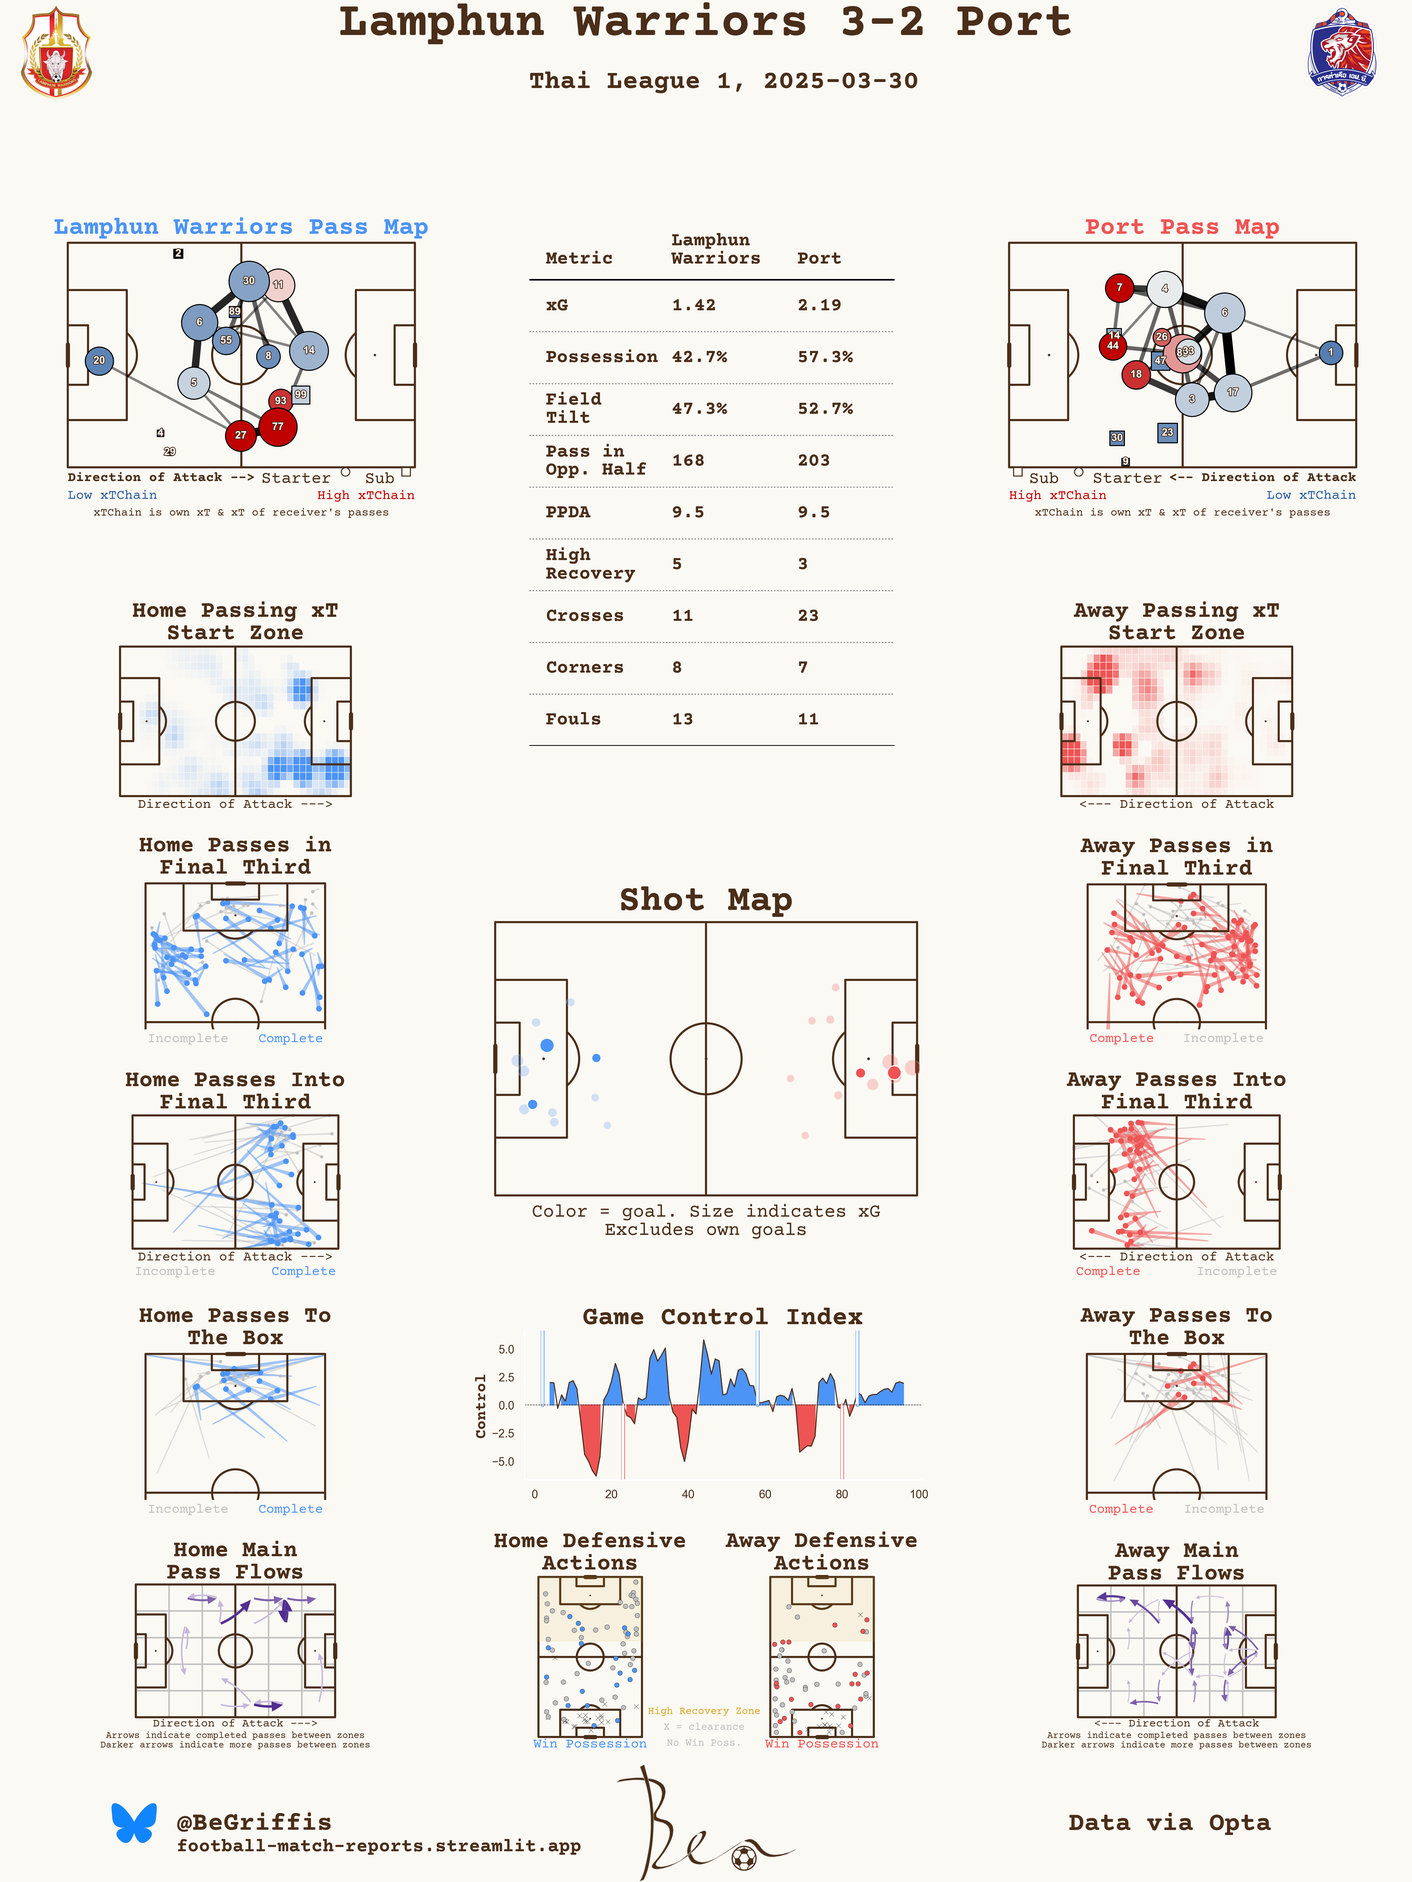 Lamphun Warriors 3-2 Port
Thai League 1, 2025-03-30
Lamphun Warriors Pass Map
2
30
11
89
6
55
8
14
20
5
99
93
77
27
4
29
Direction of Attack --> Starter Sub
Low xTChain High xTChain
xTChain is own xT & xT of receiver's passes
Metric Lamphun Warriors Port
xG 1.42 2.19
Possession 42.7% 57.3%
Field Tilt 47.3% 52.7%
Pass in Opp. Half 168 203
PPDA 9.5 9.5
High Recovery 5 3
Crosses 11 23
Corners 8 7
Fouls 13 11
Port Pass Map
7
4
6
14
26
44
33
47
1
18
17
3
30
23
9
Sub Starter <-- Direction of Attack
High xTChain Low xTChain
xTChain is own xT & xT of receiver's passes
Home Passing xT
Start Zone
Direction of Attack --->
Away Passing xT
Start Zone
<--- Direction of Attack
Home Passes in
Final Third
Incomplete Complete
Away Passes in
Final Third
Complete Incomplete
Shot Map
Color = goal. Size indicates xG
Excludes own goals
Home Passes Into
Final Third
Direction of Attack --->
Incomplete Complete
Away Passes Into
Final Third
<--- Direction of Attack
Complete Incomplete
Home Passes To
The Box
Incomplete Complete
Game Control Index
Control
5.0
2.5
0.0
−2.5
−5.0
0 20 40 60 80 100
Away Passes To
The Box
Complete Incomplete
Home Main
Pass Flows
Direction of Attack --->
Arrows indicate completed passes between zones
Darker arrows indicate more passes between zones
Home Defensive
Actions
Win Possession
Away Defensive
Actions
Win Possession
High Recovery Zone
X = clearance
No Win Poss.
Away Main
Pass Flows
<--- Direction of Attack
Arrows indicate completed passes between zones
Darker arrows indicate more passes between zones
@BeGriffis
football-match-reports.streamlit.app
Ben
Data via Opta